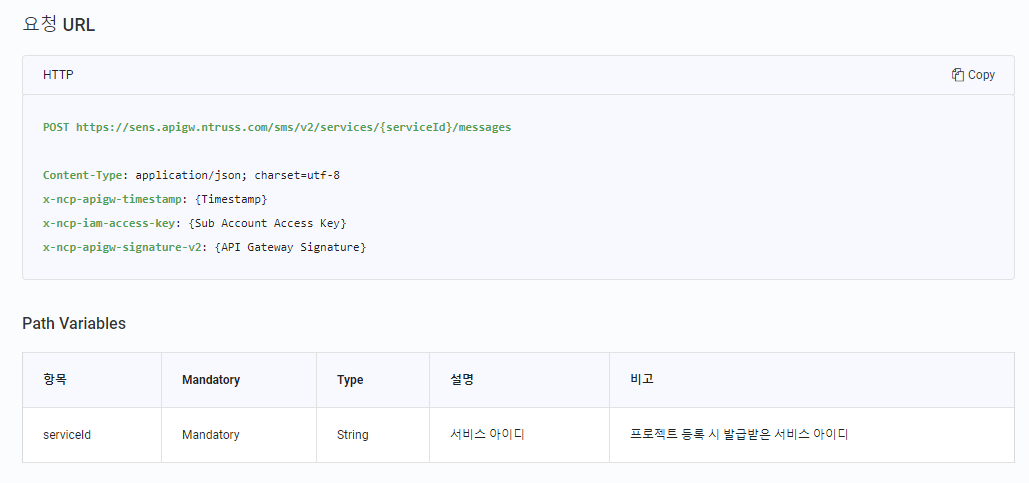 요청 URL
HTTP
Copy
POST https://sens.apigw.ntruss.com/sms/v2/services/{serviceId}/messages
Content-Type: application/json; charset=utf-8
x-ncp-apigw-timestamp: {Timestamp}
x-ncp-iam-access-key: {Sub Account Access Key}
x-ncp-apigw-signature-v2: {API Gateway Signature}
Path Variables
항목 Mandatory Type 설명 비고
serviceId Mandatory String 서비스 아이디 프로젝트 등록 시 발급받은 서비스 아이디